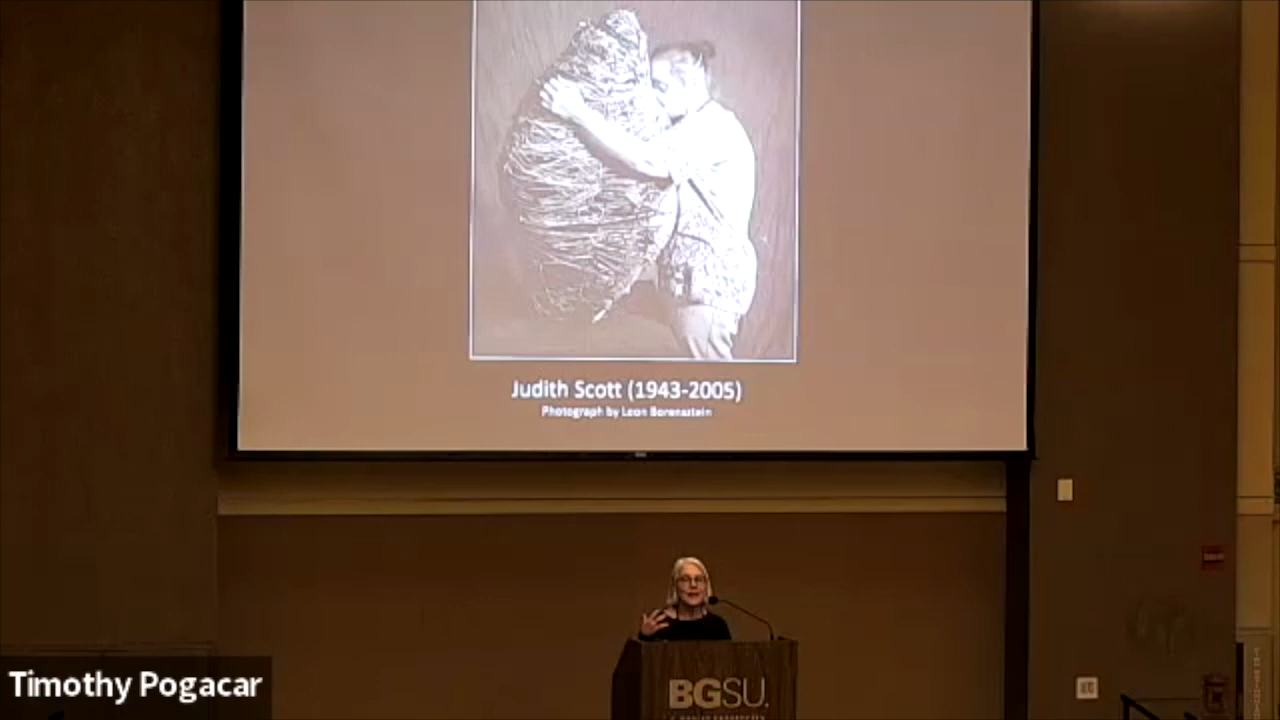 Judith Scott (1943-2005)
Photograph by Leon Borensztein
Timothy Pogacar
BGSU.